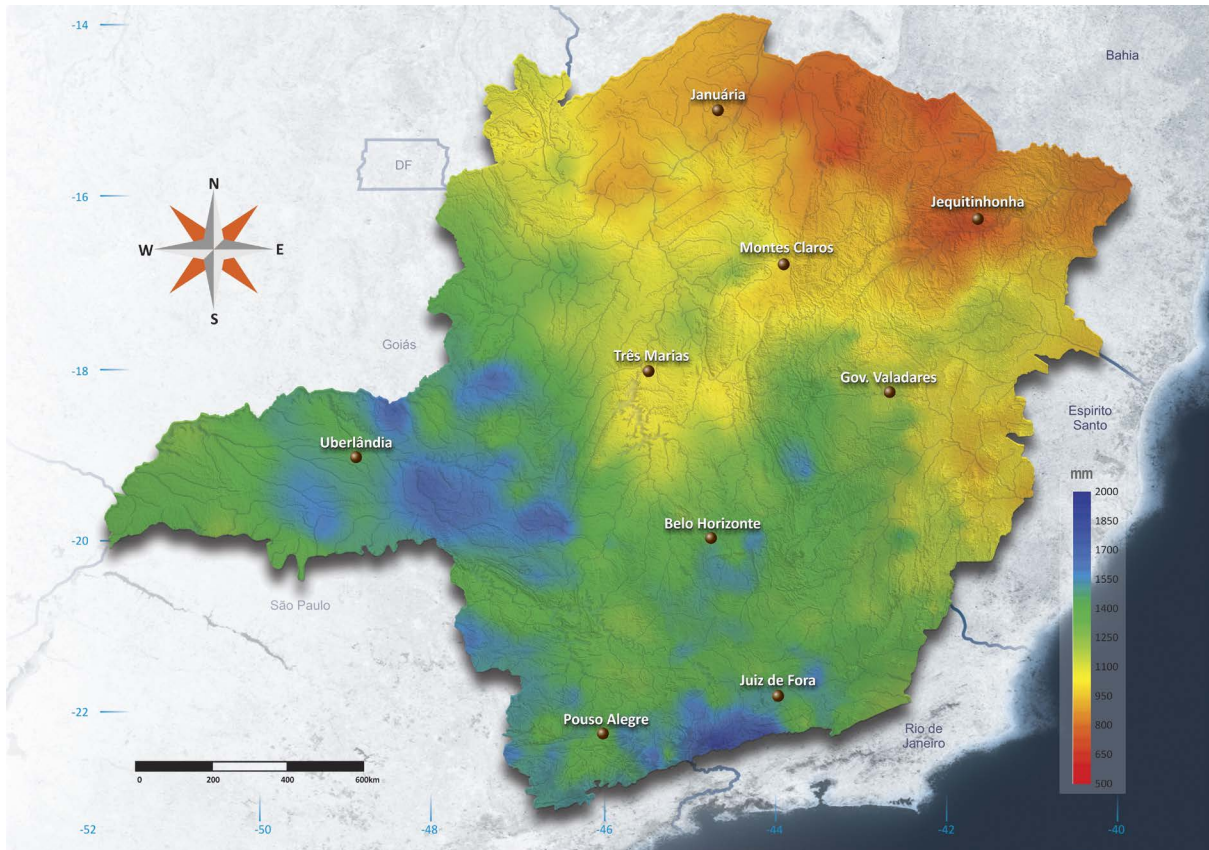 -14
Bahia
Januária
DF
-16
N
W
E
S
Jequitinhonha
Montes Claros
Goiás
Três Marias
-18
Gov. Valadares
Espirito
Santo
Uberlândia
mm
2000
1850
1700
1550
1400
1250
1100
950
800
650
500
Belo Horizonte
-20
São Paulo
Juiz de Fora
-22
Pouso Alegre
Rio de
Janeiro
0
200
400
600km
-52
-50
-48
-46
-44
-42
-40